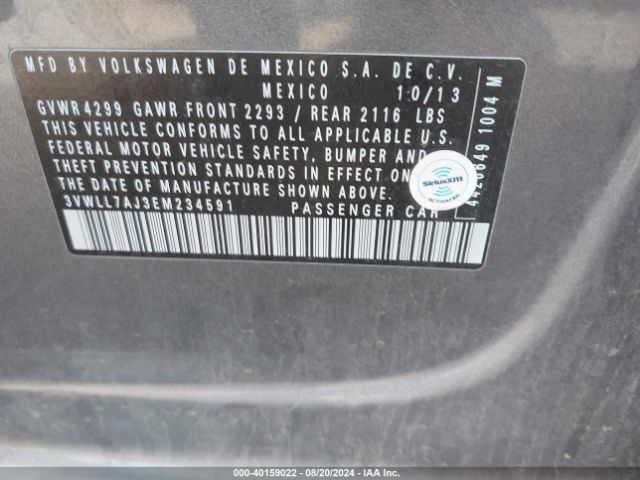 MFD BY VOLKSWAGEN DE MEXICO S.A. DE C.V.
MEXICO 10/13
GVWR 4299 GAWR FRONT 2293 / REAR 2116 LBS
THIS VEHICLE CONFORMS TO ALL APPLICABLE U.S.
FEDERAL MOTOR VEHICLE SAFETY, BUMPER AND
THEFT PREVENTION STANDARDS IN EFFECT ON
THE DATE OF MANUFACTURE SHOWN ABOVE.
3VWLL7AJ3EM234591 PASSENGER CAR
SiriusXM
ACTIVATED
649 1004 M
000-40159022 - 08/20/2024 - IAA Inc.